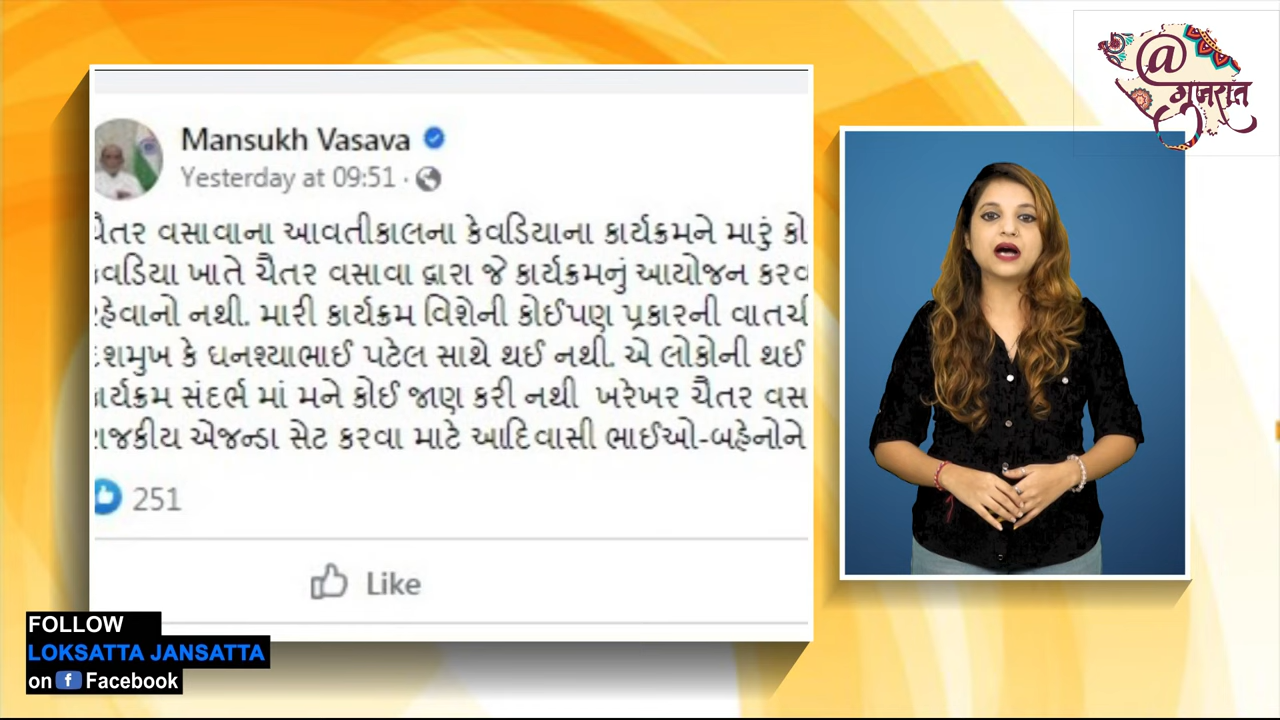 @
गुजरात
Mansukh Vasava
Yesterday at 09:51 ·
ચૈતર વસાવાના આવતીકાલના કેવડિયાના કાર્યક્રમને મારું કો
કેવડિયા ખાતે ચૈતર વસાવા દ્વારા જે કાર્યક્રમનું આયોજન કરવ
રહેવાનો નથી. મારી કાર્યક્રમ વિશેની કોઈપણ પ્રકારની વાતચી
દેશમુખ કે ઘનશ્યાભાઈ પટેલ સાથે થઈ નથી. એ લોકોની થઈ
કાર્યક્રમ સંદર્ભ માં મને કોઈ જાણ કરી નથી ખરેખર ચૈતર વસ
રાજકીય એજન્ડા સેટ કરવા માટે આદિવાસી ભાઈઓ-બહેનોને
251
Like
FOLLOW
LOKSATTA JANSATTA
on f Facebook